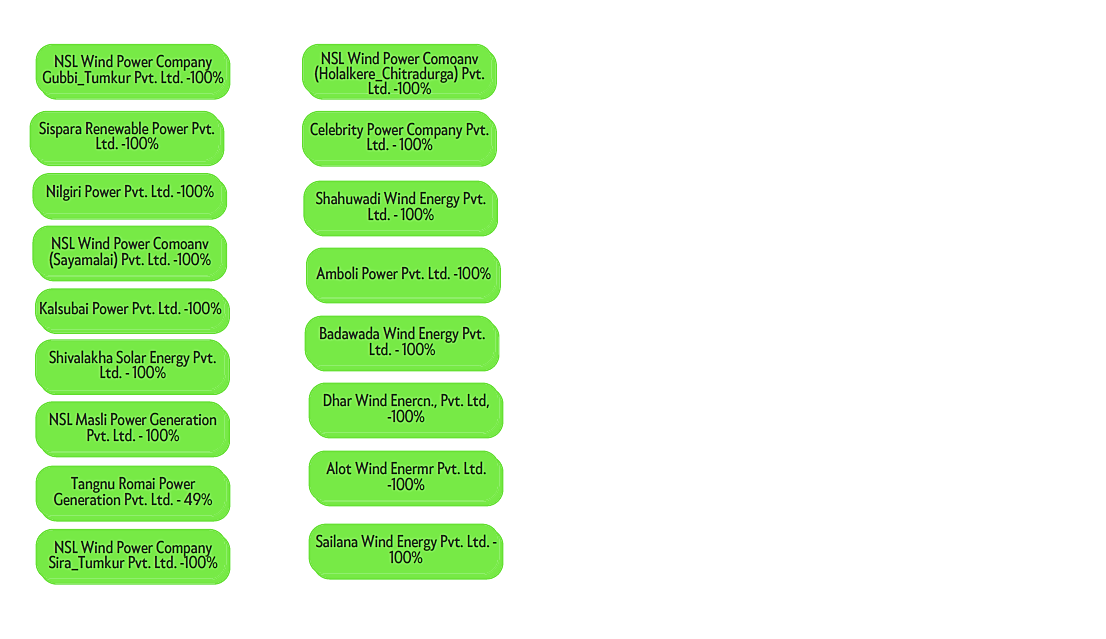 NSL Wind Power Company
Gubbi_Tumkur Pvt. Ltd. -100%
Sispara Renewable Power Pvt.
Ltd. -100%
Nilgiri Power Pvt. Ltd. -100%
NSL Wind Power Comoanv
(Sayamalai) Pvt. Ltd. -100%
Kalsubai Power Pvt. Ltd. -100%
Shivalakha Solar Energy Pvt.
Ltd. - 100%
NSL Masli Power Generation
Pvt. Ltd. - 100%
Tangnu Romai Power
Generation Pvt. Ltd. - 49%
NSL Wind Power Company
Sira_Tumkur Pvt. Ltd. -100%
NSL Wind Power Comoanv
(Holalkere_Chitradurga) Pvt.
Ltd. -100%
Celebrity Power Company Pvt.
Ltd. - 100%
Shahuwadi Wind Energy Pvt.
Ltd. - 100%
Amboli Power Pvt. Ltd. -100%
Badawada Wind Energy Pvt.
Ltd. - 100%
Dhar Wind Enercn., Pvt. Ltd,
-100%
Alot Wind Enermr Pvt. Ltd.
-100%
Sailana Wind Energy Pvt. Ltd. -
100%